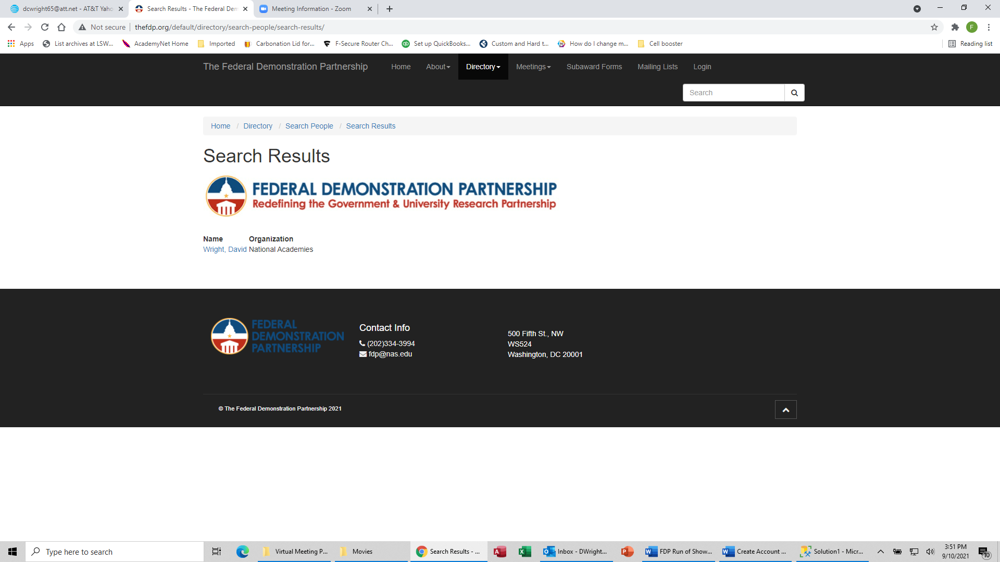 dcwright65@att.net - AT&T Yaho
Search Results - The Federal Den
Meeting Information - Zoom
Not secure
thefdp.org/default/directory/search-people/search-results/
F
Apps
List archives at LSW...
AcademyNet Home
Imported
Carbonation Lid for...
F-Secure Router Ch...
Set up QuickBooks...
Custom and Hard t...
How do I change m...
Cell booster
Reading list
The Federal Demonstration Partnership
Home
About
Directory
Meetings
Subaward Forms
Mailing Lists
Login
Search
Home / Directory / Search People / Search Results
Search Results
FEDERAL DEMONSTRATION PARTNERSHIP
Redefining the Government & University Research Partnership
Name Organization
Wright, David National Academies
FEDERAL
DEMONSTRATION
PARTNERSHIP
Contact Info
(202)334-3994
fdp@nas.edu
500 Fifth St., NW
WS524
Washington, DC 20001
© The Federal Demonstration Partnership 2021
Type here to search
Virtual Meeting P...
Movies
Search Results - ...
Inbox - DWright...
FDP Run of Show...
Create Account ...
Solution1 - Micr...
3:51 PM
9/10/2021
10